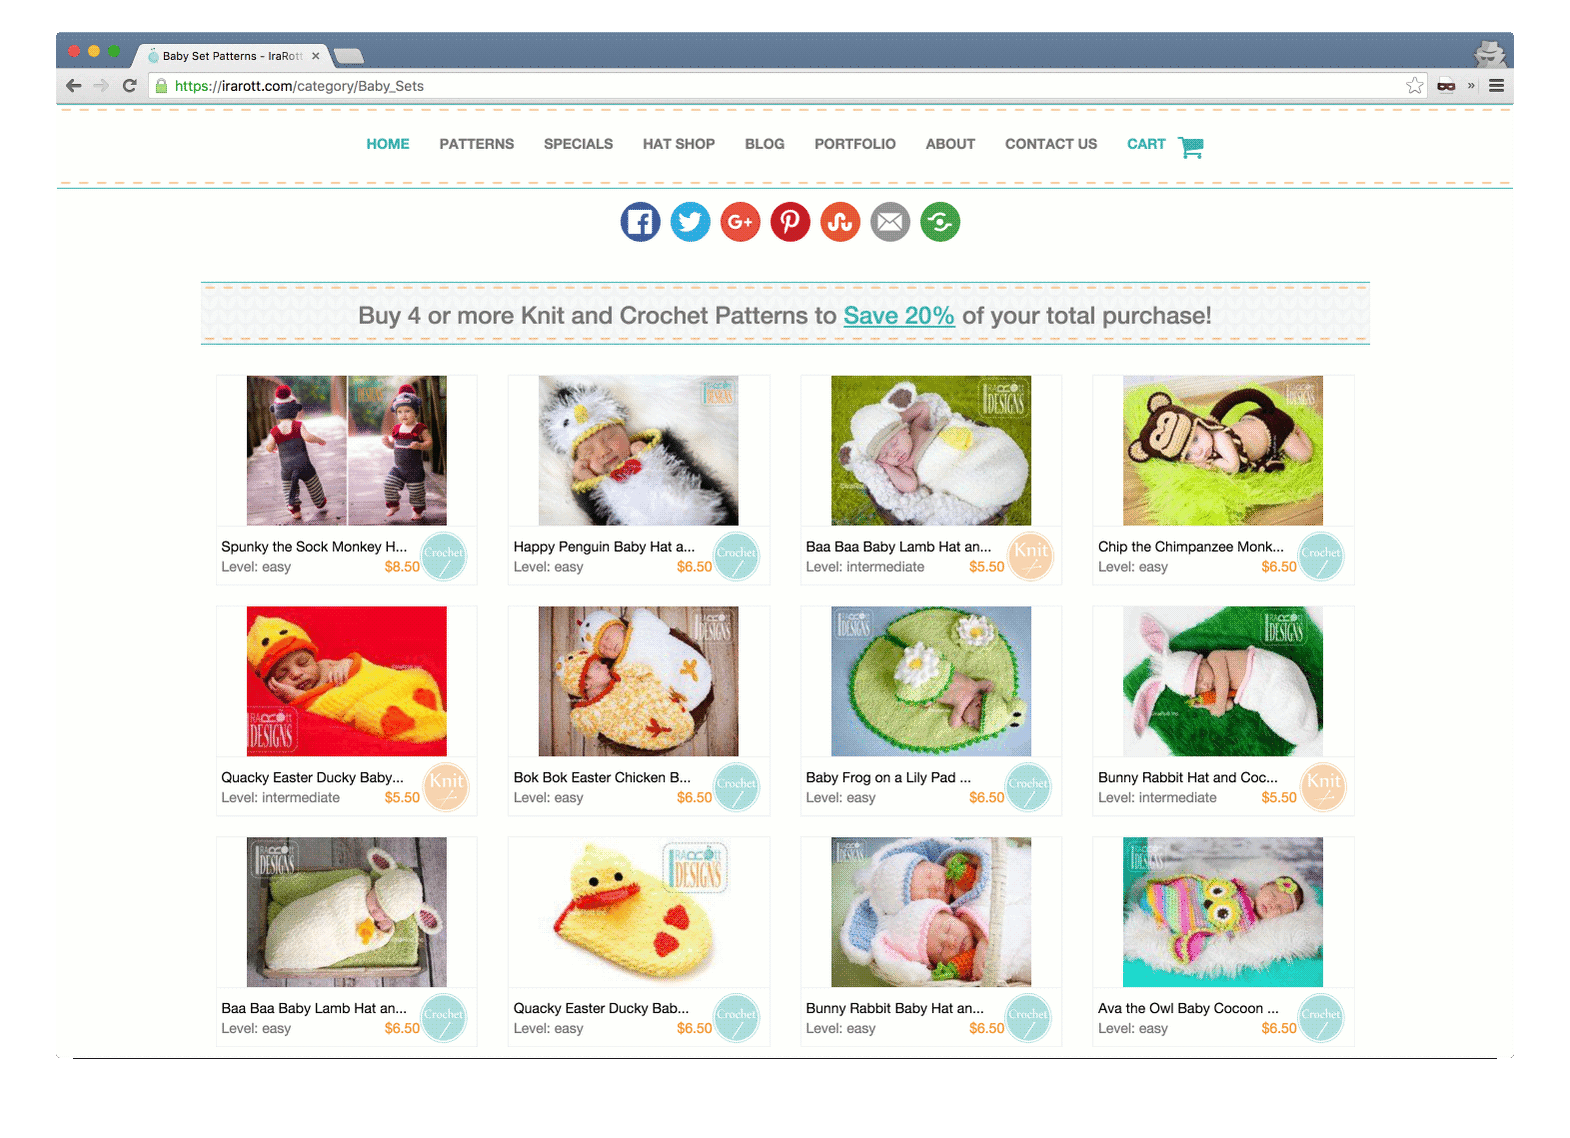 Baby Set Patterns - IraRott
https://irarott.com/category/Baby_Sets
HOME PATTERNS SPECIALS HAT SHOP BLOG PORTFOLIO ABOUT CONTACT US CART
Buy 4 or more Knit and Crochet Patterns to Save 20% of your total purchase!
Spunky the Sock Monkey H...
Level: easy $8.50 Crochet
Happy Penguin Baby Hat a...
Level: easy $6.50 Crochet
Baa Baa Baby Lamb Hat an...
Level: intermediate $5.50 Knit
Chip the Chimpanzee Monk...
Level: easy $6.50 Crochet
Quacky Easter Ducky Baby...
Level: intermediate $5.50 Knit
Bok Bok Easter Chicken B...
Level: easy $6.50 Crochet
Baby Frog on a Lily Pad ...
Level: easy $6.50 Crochet
Bunny Rabbit Hat and Coc...
Level: intermediate $5.50 Knit
Baa Baa Baby Lamb Hat an...
Level: easy $6.50 Crochet
Quacky Easter Ducky Bab...
Level: easy $6.50 Crochet
Bunny Rabbit Baby Hat an...
Level: easy $6.50 Crochet
Ava the Owl Baby Cocoon ...
Level: easy $6.50 Crochet